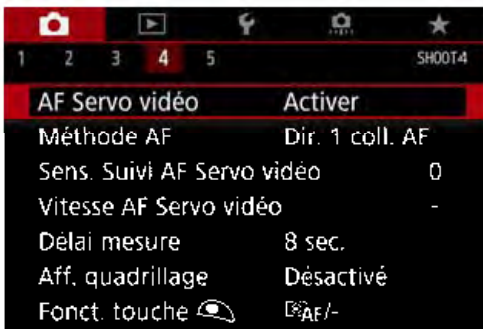 1 2 3 4 5 SHOOT4
AF Servo vidéo Activer
Méthode AF Dir. 1 coll. AF
Sens. Suivi AF Servo vidéo 0
Vitesse AF Servo vidéo -
Délai mesure 8 sec.
Aff. quadrillage Désactivé
Fonct. touche AF/-